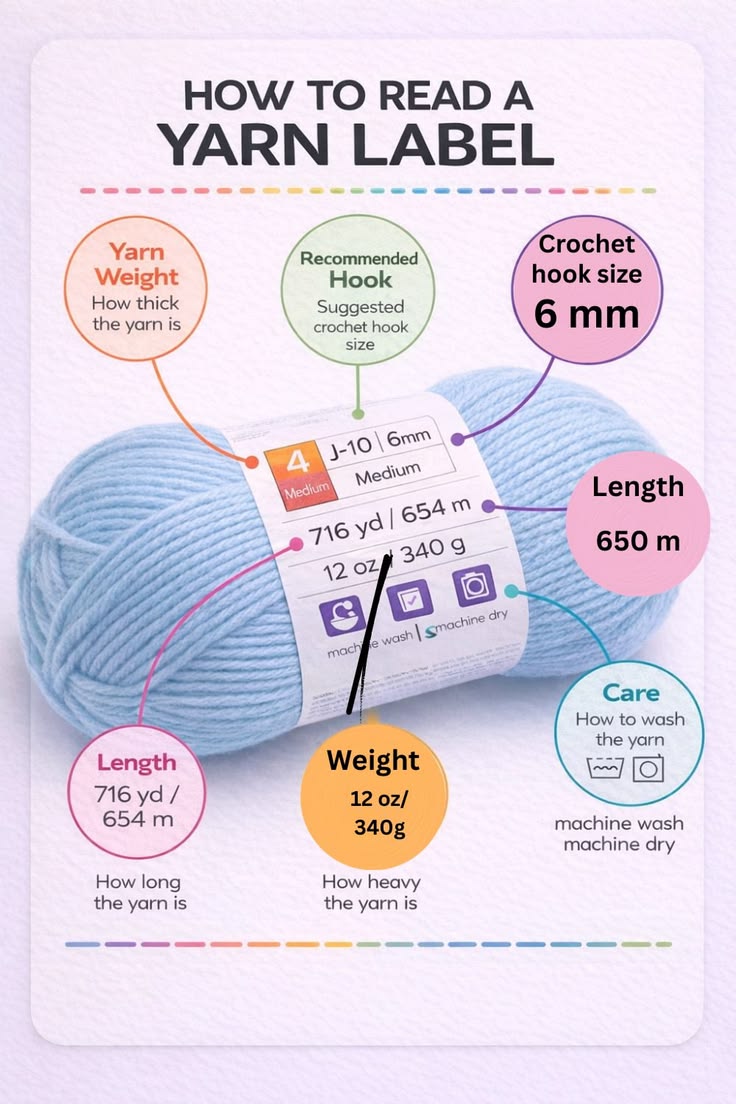 HOW TO READ A
YARN LABEL
Yarn
Weight
How thick
the yarn is
Recommended
Hook
Suggested
crochet hook
size
Crochet
hook size
6 mm
4
Medium
J-10 | 6mm
Medium
716 yd / 654 m
12 oz / 340 g
machine wash | machine dry
Length
650 m
Length
716 yd /
654 m
How long
the yarn is
Weight
12 oz/
340g
How heavy
the yarn is
Care
How to wash
the yarn
machine wash
machine dry